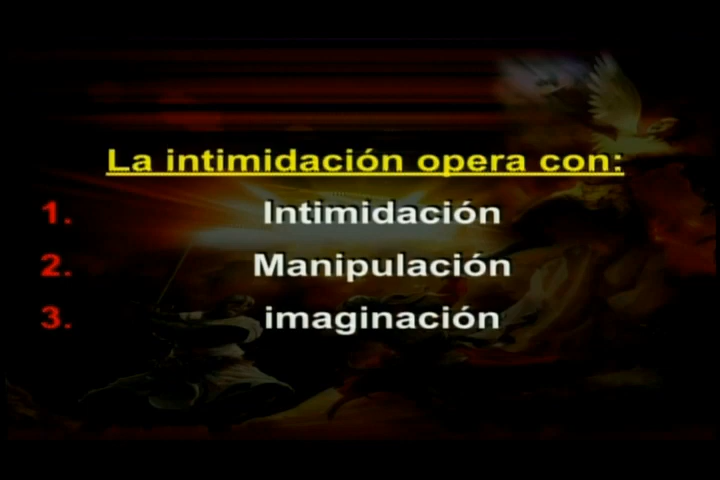 La intimidación opera con:
1. Intimidación
2. Manipulación
3. imaginación